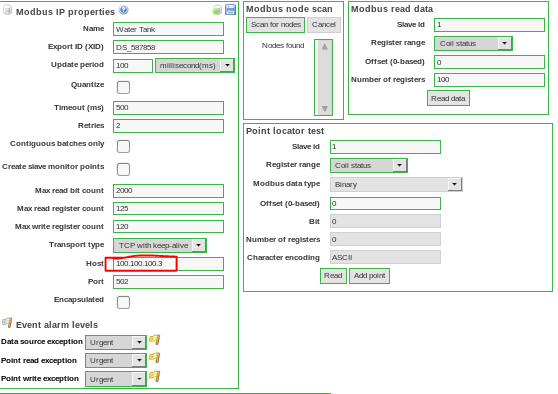 Modbus IP properties
Name Water Tank
Export ID (XID) DS_587858
Update period 100 millisecond(ms)
Quantize
Timeout (ms) 500
Retries 2
Contiguous batches only
Create slave monitor points
Max read bit count 2000
Max read register count 125
Max write register count 120
Transport type TCP with keep-alive
Host 100.100.100.3
Port 502
Encapsulated
Event alarm levels
Data source exception Urgent
Point read exception Urgent
Point write exception Urgent
Modbus node scan
Scan for nodes Cancel
Nodes found
Modbus read data
Slave id 1
Register range Coil status
Offset (0-based) 0
Number of registers 100
Read data
Point locator test
Slave id 1
Register range Coil status
Modbus data type Binary
Offset (0-based) 0
Bit 0
Number of registers 0
Character encoding ASCII
Read Add point